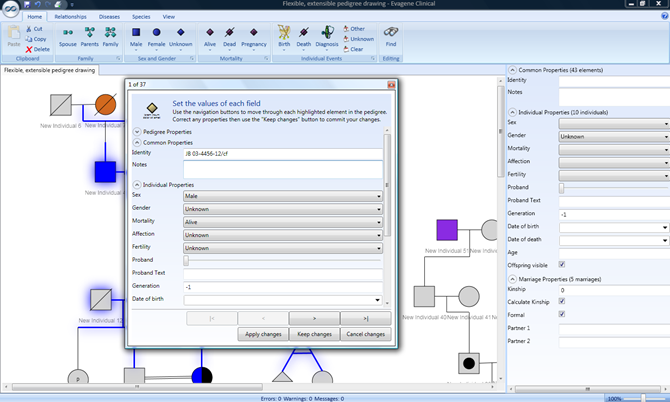 Flexible, extensible pedigree drawing - Evagene Clinical
Home Relationships Diseases Species View
Paste Cut Copy Delete
Clipboard
Spouse Parents Family
Family
Male Female Unknown
Sex and Gender
Alive Dead Pregnancy
Mortality
Birth Death Diagnosis Other Unknown Clear
Individual Events
Find
Editing
Flexible, extensible pedigree drawing
New Individual 6
New Individual
New Individual 12
P
1 of 37
Set the values of each field
Use the navigation buttons to move through each highlighted element in the pedigree.
Correct any properties then use the "Keep changes" button to commit your changes.
Pedigree Properties
Common Properties
Identity JB 03-4456-12/cf
Notes
Individual Properties
Sex Male
Gender Unknown
Mortality Alive
Affection Unknown
Fertility Unknown
Proband
Proband Text
Generation -1
Date of birth
|< < > >|
Apply changes Keep changes Cancel changes
New Individual 51
New Individual 40
New Individual 41
Common Properties (43 elements)
Identity
Notes
Individual Properties (10 individuals)
Sex
Gender Unknown
Mortality
Affection
Fertility
Proband
Proband Text
Generation -1
Date of birth
Date of death
Age
Offspring visible
Marriage Properties (5 marriages)
Kinship 0
Calculate Kinship
Formal
Partner 1
Partner 2
Errors: 0 Warnings: 0 Messages: 0
100%